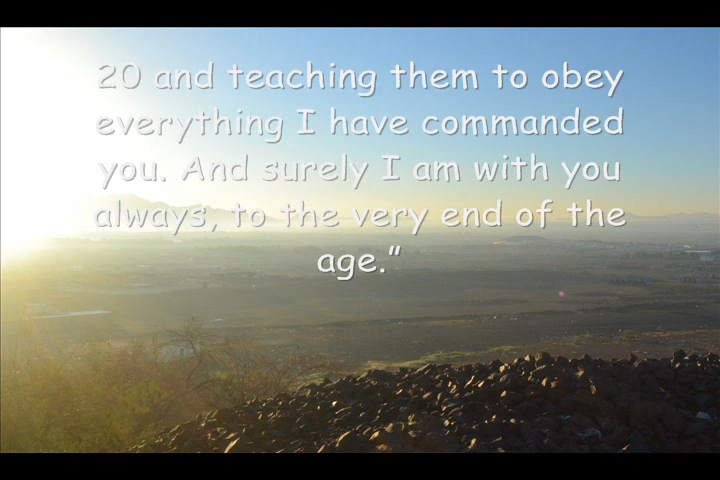 20 and teaching them to obey
everything I have commanded
you. And surely I am with you
always, to the very end of the
age.”